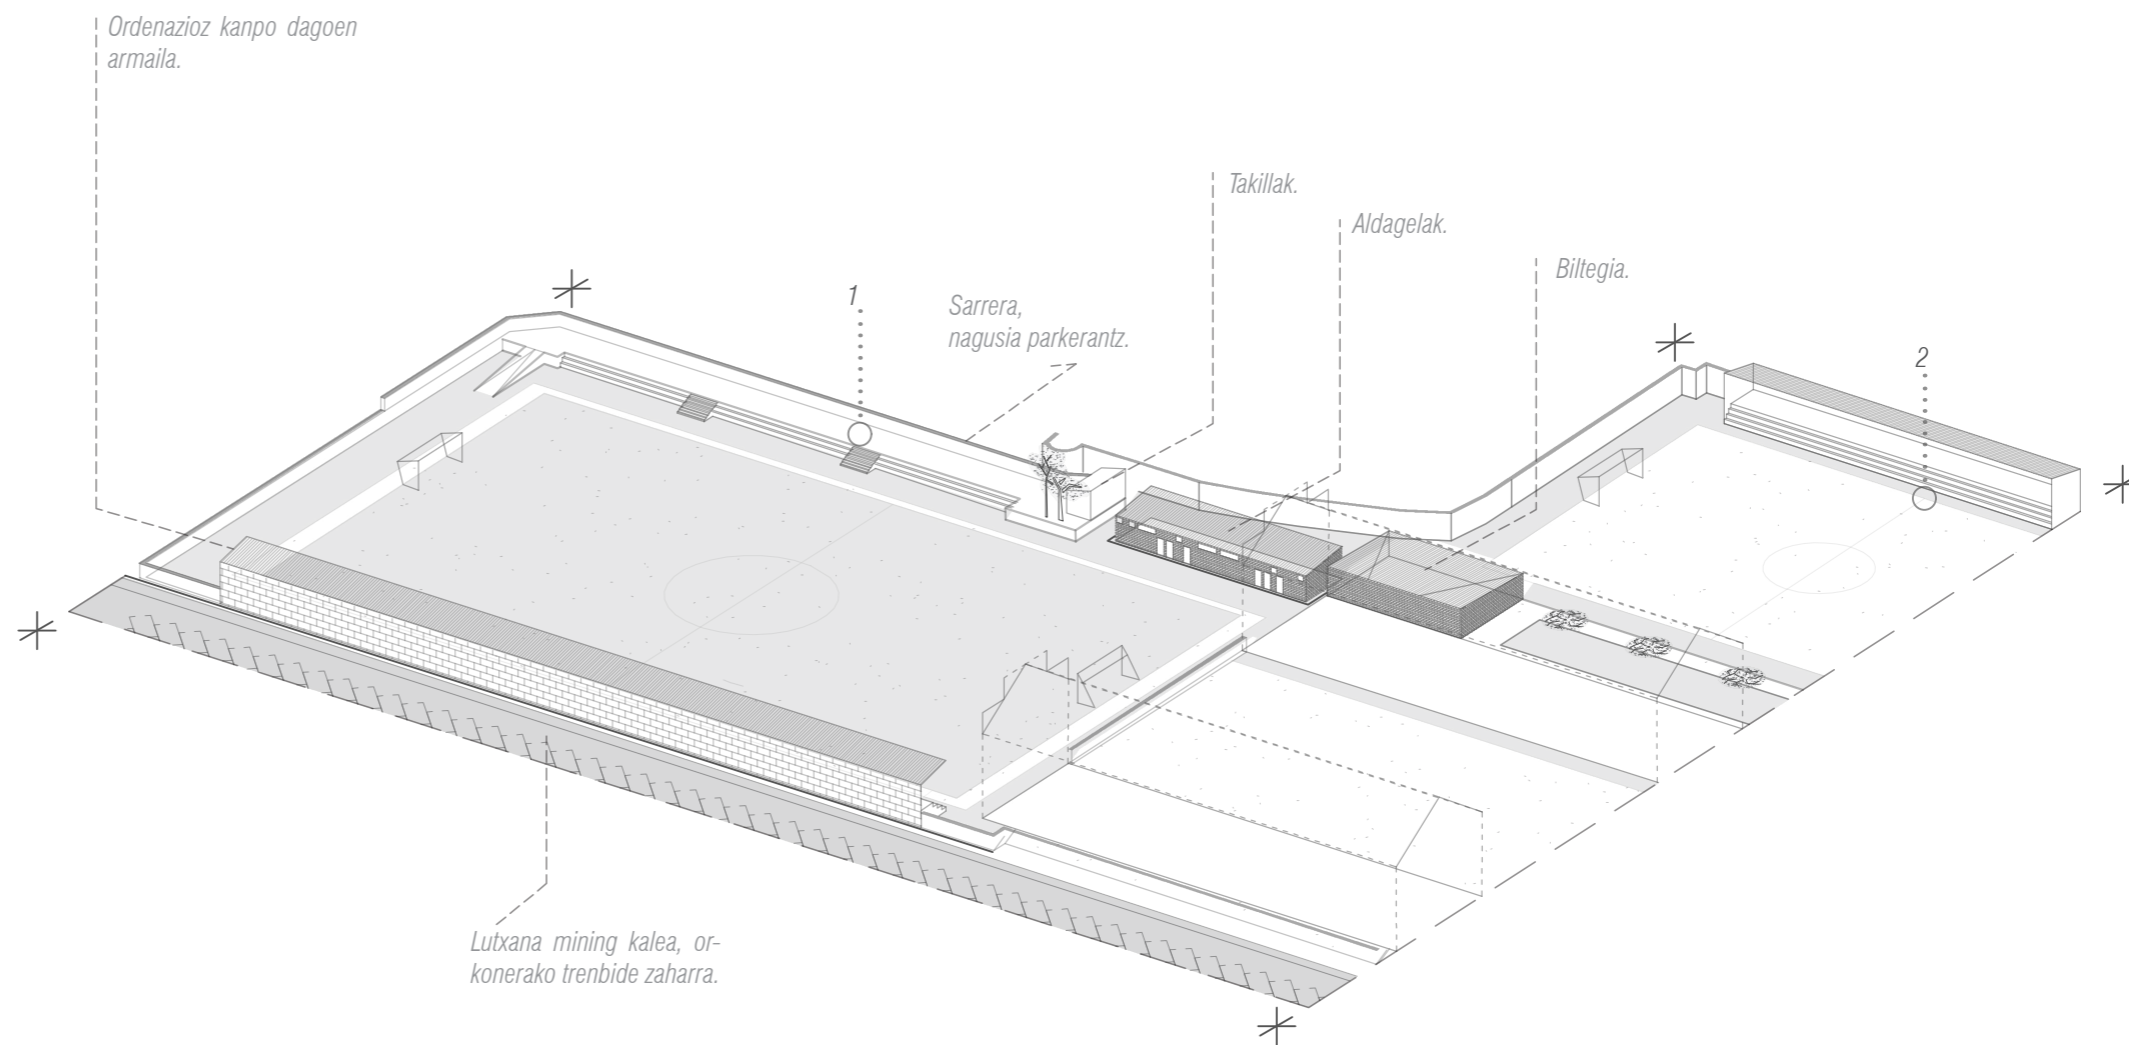 Ordenazioz kanpo dagoen
armaila.
Takillak.
Aldagelak.
Biltegia.
1
Sarrera,
nagusia parkerantz.
2
Lutxana mining kalea, or-
konerako trenbide zaharra.